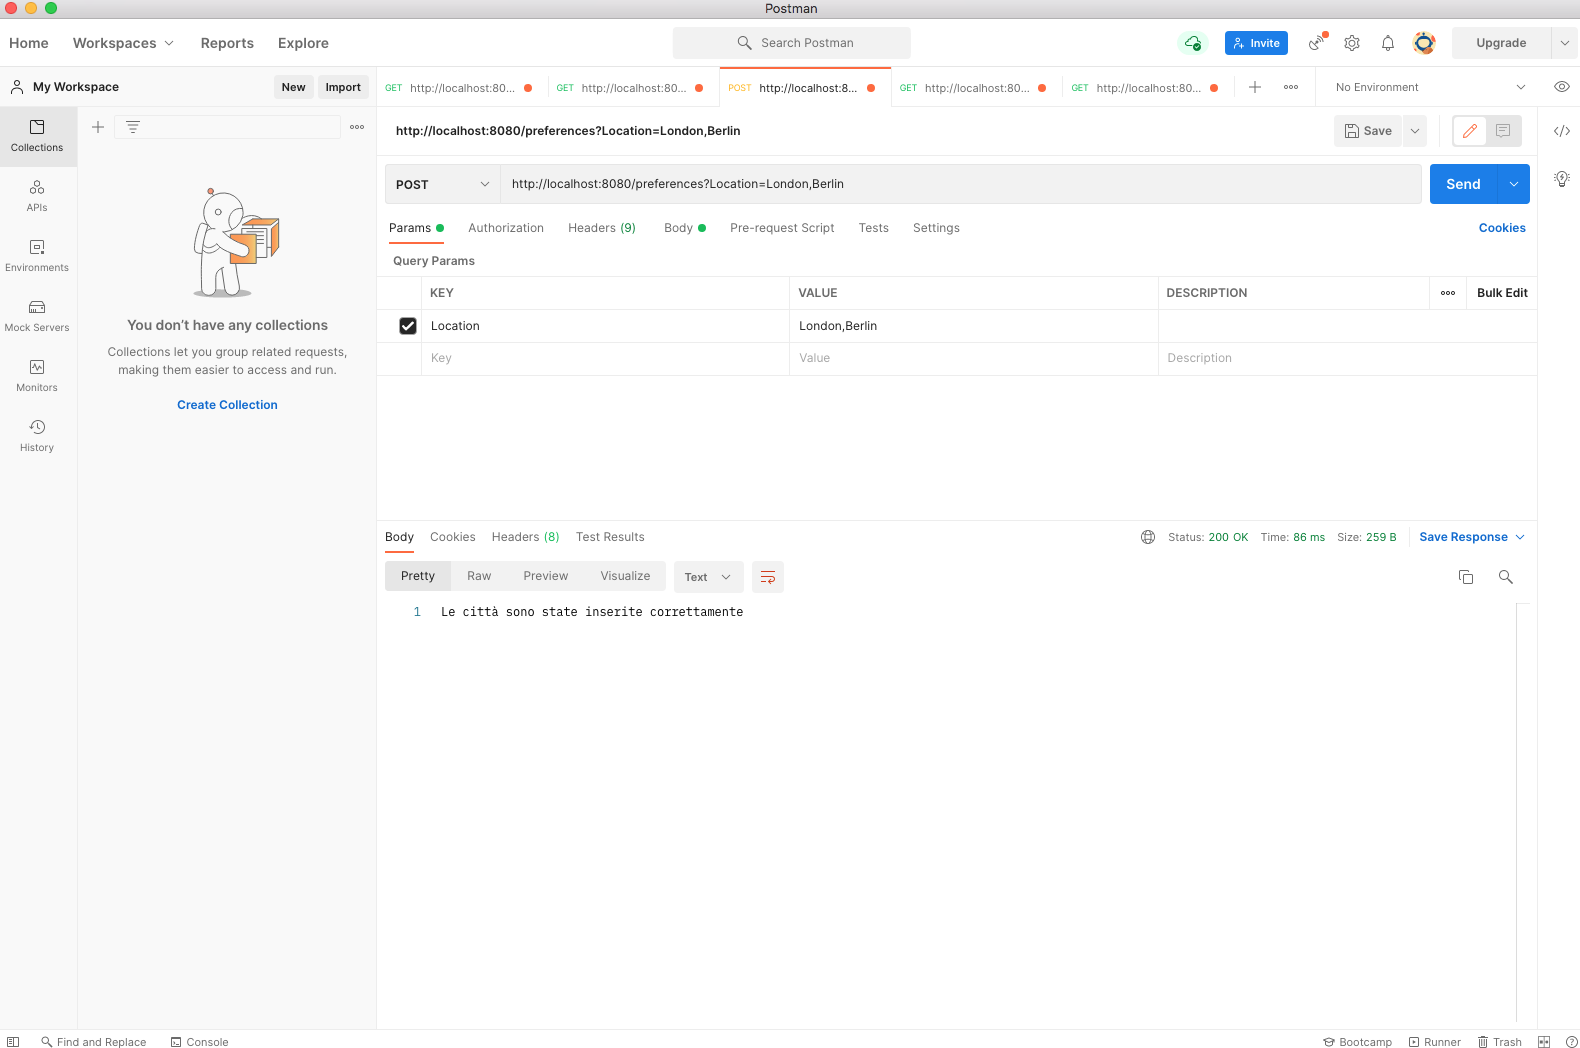 Postman
Home Workspaces Reports Explore Search Postman Invite Upgrade
My Workspace New Import
GET http://localhost:80... GET http://localhost:80... POST http://localhost:8... GET http://localhost:80... GET http://localhost:80... No Environment
Collections
APIs
Environments
Mock Servers
Monitors
History
You don’t have any collections
Collections let you group related requests,
making them easier to access and run.
Create Collection
http://localhost:8080/preferences?Location=London,Berlin Save
POST http://localhost:8080/preferences?Location=London,Berlin Send
Params Authorization Headers (9) Body Pre-request Script Tests Settings Cookies
Query Params
KEY VALUE DESCRIPTION Bulk Edit
Location London,Berlin
Key Value Description
Body Cookies Headers (8) Test Results Status: 200 OK Time: 86 ms Size: 259 B Save Response
Pretty Raw Preview Visualize Text
1 Le città sono state inserite correttamente
Find and Replace Console Bootcamp Runner Trash